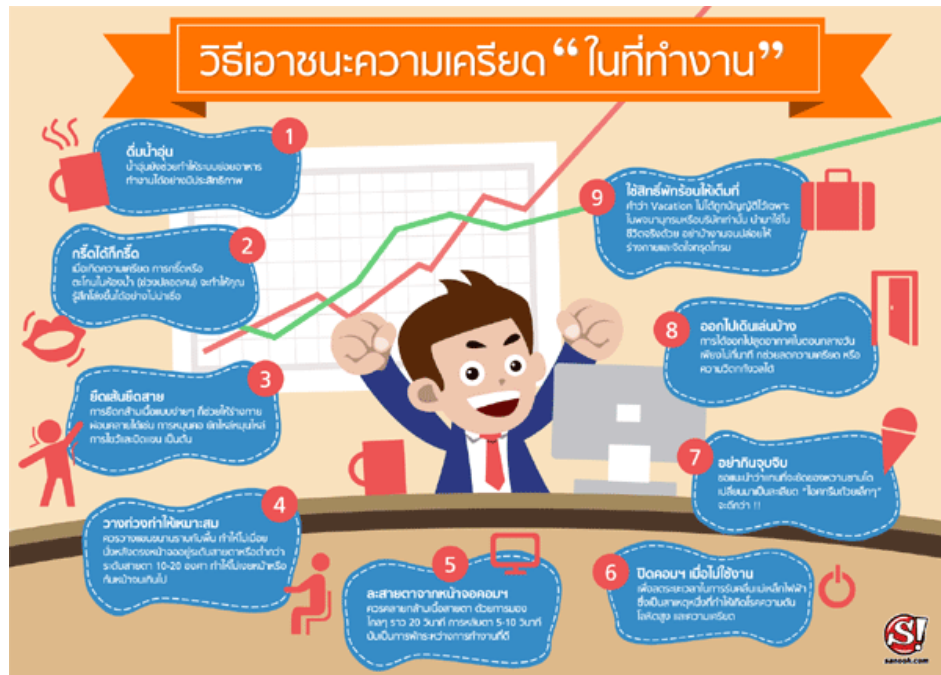 วิธีเอาชนะความเครียด “ในที่ทำงาน”
1
ดื่มน้ำอุ่น
น้ำอุ่นยังช่วยทำให้ระบบย่อยอาหาร
ทำงานได้อย่างมีประสิทธิภาพ
2
กรี๊ดได้ก็กรี๊ด
เมื่อเกิดความเครียด การกรี๊ดหรือ
ตะโกนในห้องน้ำ (ช่วงปลอดคน) จะทำให้คุณ
รู้สึกโล่งขึ้นได้อย่างไม่น่าเชื่อ
3
ยืดเส้นยืดสาย
การยืดกล้ามเนื้อแบบง่ายๆ ก็ช่วยให้ร่างกาย
ผ่อนคลายได้เช่น การหมุนคอ ยักไหล่หมุนไหล่
การไขว้และบิดแขน เป็นต้น
4
วางท่วงท่าให้เหมาะสม
ควรวางแขนขนานราบกับพื้น ทำให้ไม่เมื่อย
นั่งหลังตรงหน้าจออยู่ระดับสายตาหรือต่ำกว่า
ระดับสายตา 10-20 องศา ทำให้ไม่เงยหน้าหรือ
ก้มหน้าจนเกินไป
5
ละสายตาจากหน้าจอคอมฯ
ควรคลายกล้ามเนื้อสายตา ด้วยการมอง
ไกลๆ ราว 20 วินาที การหลับตา 5-10 วินาที
นับเป็นการพักระหว่างการทำงานที่ดี
6
ปิดคอมฯ เมื่อไม่ใช้งาน
เพื่อลดระยะเวลาในการรับคลื่นแม่เหล็กไฟฟ้า
ซึ่งเป็นสาเหตุหนึ่งที่ทำให้เกิดโรคความดัน
โลหิตสูง และความเครียด
7
อย่ากินจุบจิบ
ขอแนะนำว่าแทนที่จะอัดของหวานชามโต
เปลี่ยนมาเป็นละเลียด “ไอศกรีมถ้วยเล็กๆ”
จะดีกว่า !!
8
ออกไปเดินเล่นบ้าง
การได้ออกไปสูดอากาศในตอนกลางวัน
เพียงไม่กี่นาที ก็ช่วยลดความเครียด หรือ
ความวิตกกังวลได้
9
ใช้สิทธิ์พักร้อนให้เต็มที่
คำว่า Vacation ไม่ได้ถูกบัญญัติไว้เฉพาะ
ในพจนานุกรมหรือบริษัทเท่านั้น นำมาใช้ใน
ชีวิตจริงด้วย อย่าบ้างานจนปล่อยให้
ร่างกายและจิตใจทรุดโทรม
S!
sanook.com